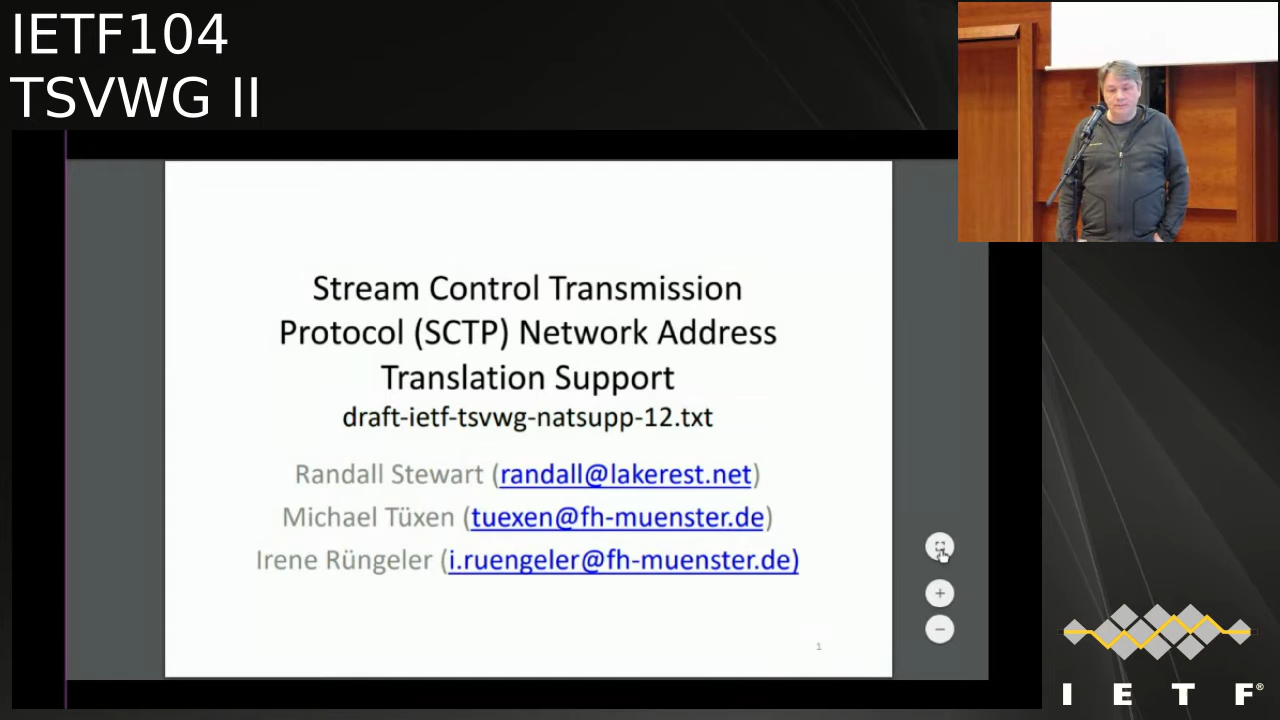 IETF104
TSVWG II
Stream Control Transmission
Protocol (SCTP) Network Address
Translation Support
draft-ietf-tsvwg-natsupp-12.txt
Randall Stewart (randall@lakerest.net)
Michael Tüxen (tuexen@fh-muenster.de)
Irene Rüngeler (i.ruengeler@fh-muenster.de)
1
I E T F®